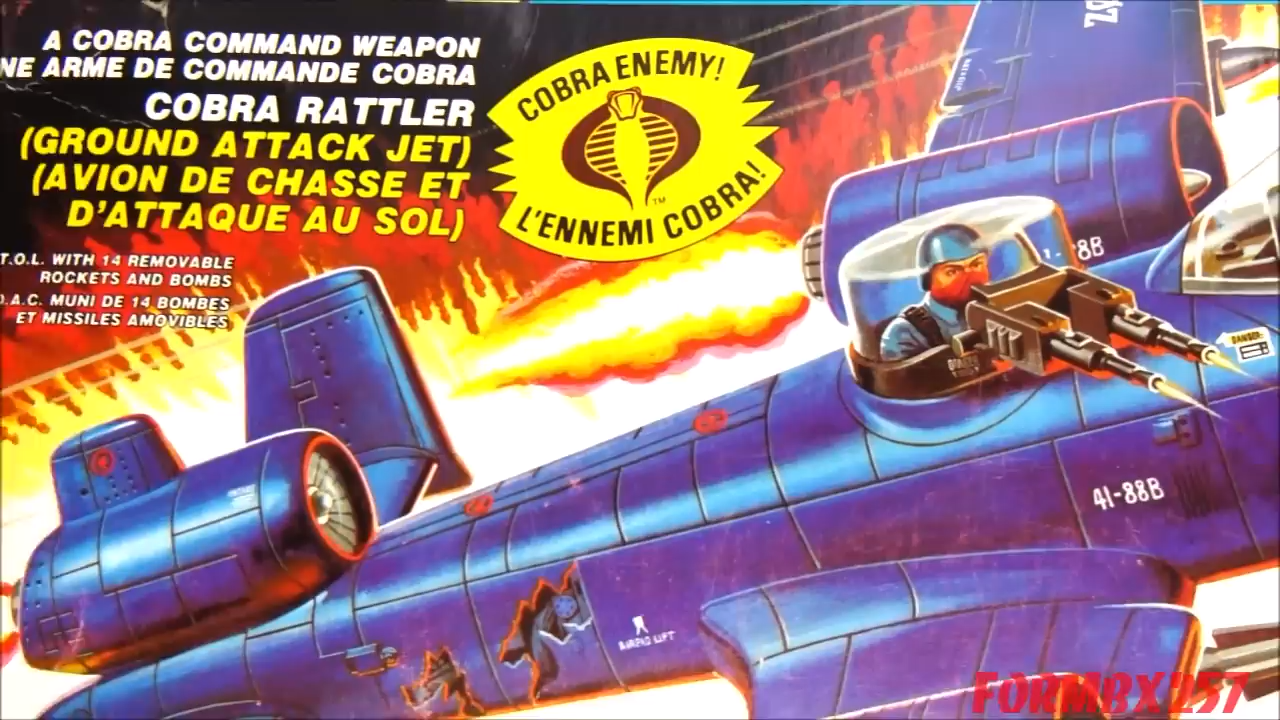 A COBRA COMMAND WEAPON
NE ARME DE COMMANDE COBRA
COBRA RATTLER
(GROUND ATTACK JET)
(AVION DE CHASSE ET
D'ATTAQUE AU SOL)
T.O.L. WITH 14 REMOVABLE
ROCKETS AND BOMBS
.A.C. MUNI DE 14 BOMBES
ET MISSILES AMOVIBLES
COBRA ENEMY!
TM
L'ENNEMI COBRA!
DANGER
41-88B
FORMBX257